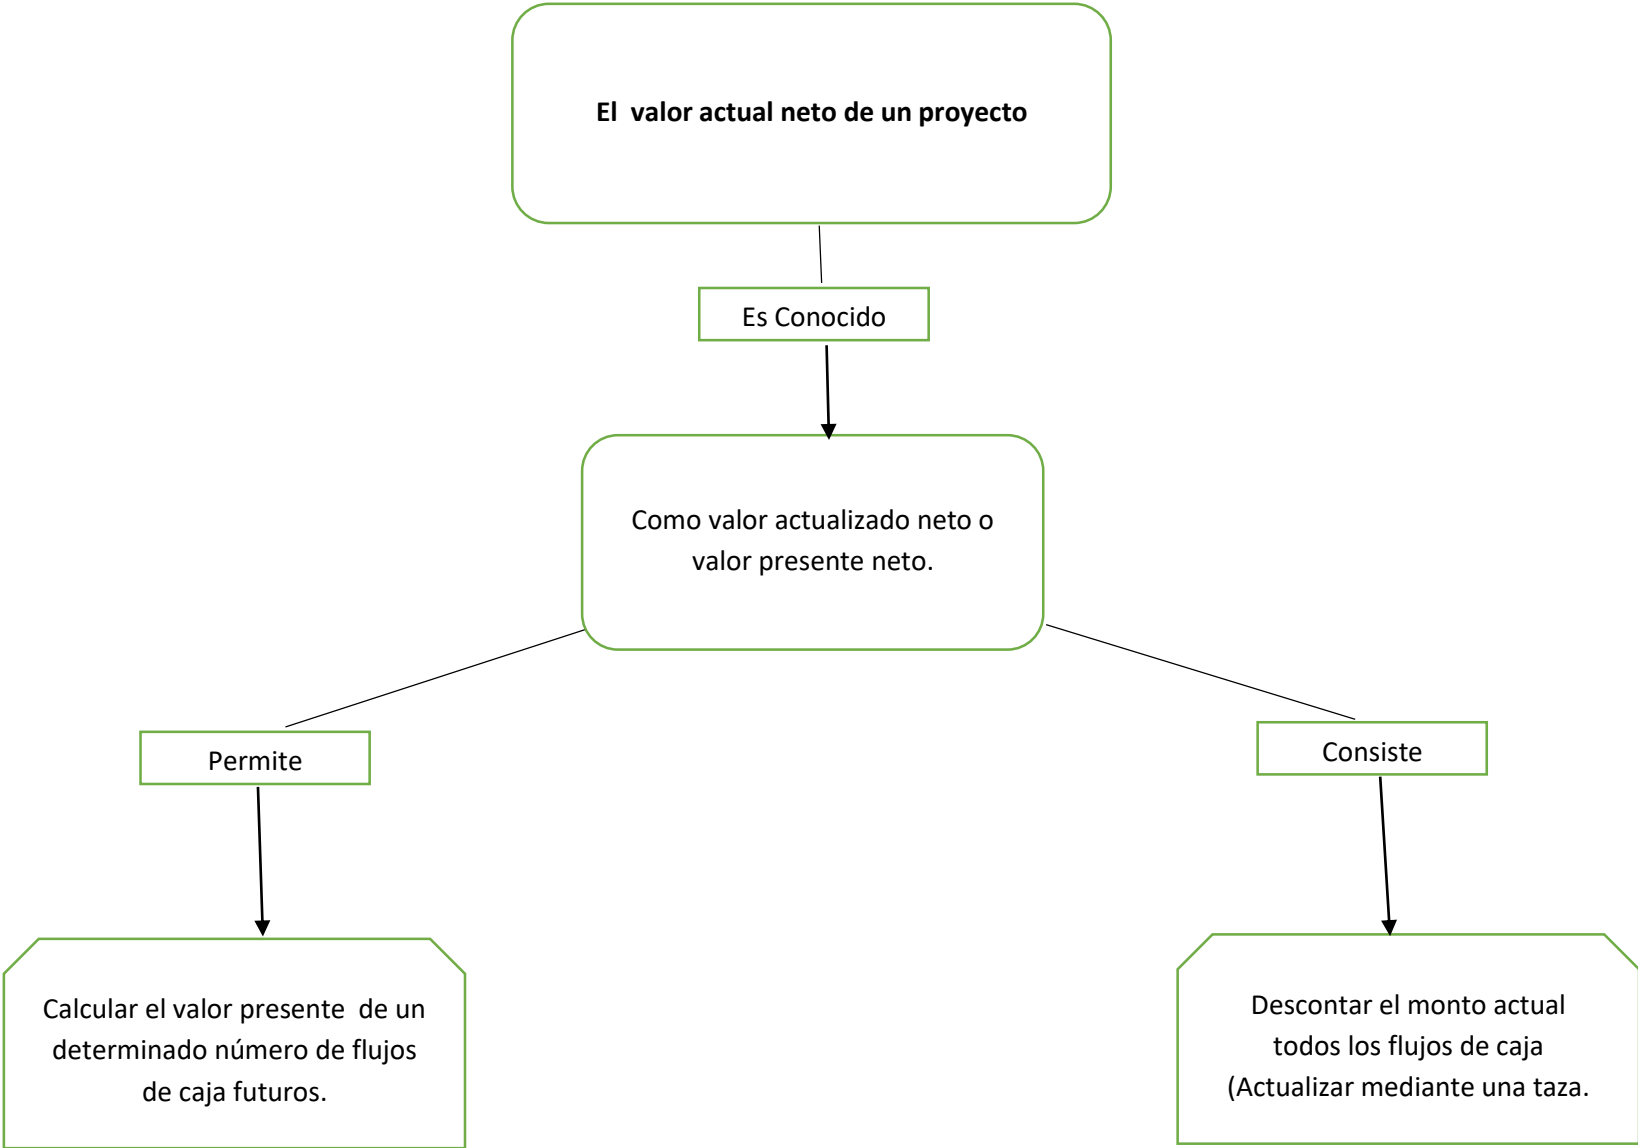 El  valor actual neto de un proyecto
Es Conocido
Como valor actualizado neto o
valor presente neto.
Permite
Consiste
Calcular el valor presente  de un
determinado número de flujos
de caja futuros.
Descontar el monto actual
todos los flujos de caja
(Actualizar mediante una taza.